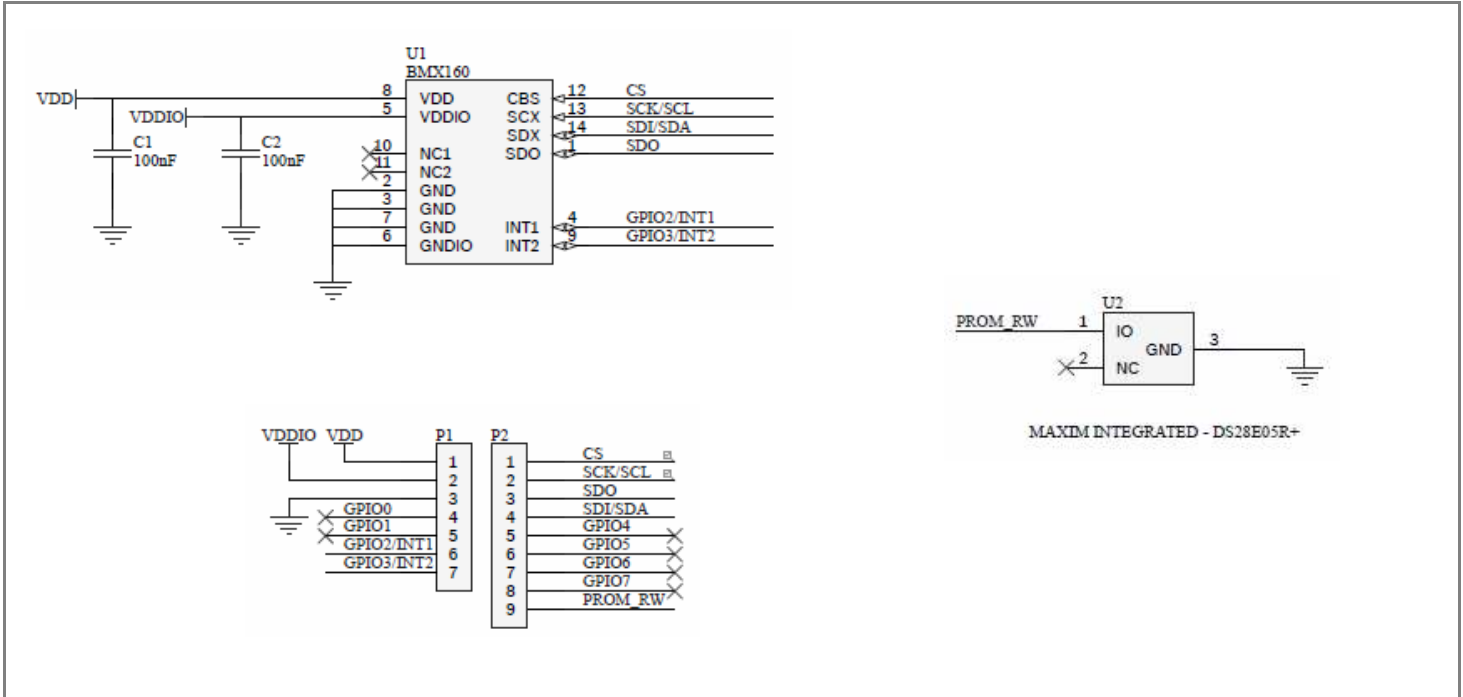 U1
BMX160
VDD 8 VDD CBS 12 CS
VDDIO 5 VDDIO SCX 13 SCK/SCL
SDX 14 SDI/SDA
10 NC1 SDO 1 SDO
11 NC2
2 GND
3 GND
7 GND INT1 4 GPIO2/INT1
6 GNDIO INT2 9 GPIO3/INT2
C1
100nF
C2
100nF
U2
PROM_RW 1 IO
GND 3
2 NC
MAXIM INTEGRATED - DS28E05R+
VDDIO VDD P1
1
2
3
GPIO0 4
GPIO1 5
GPIO2/INT1 6
GPIO3/INT2 7
P2
1 CS
2 SCK/SCL
3 SDO
4 SDI/SDA
5 GPIO4
6 GPIO5
7 GPIO6
8 GPIO7
9 PROM_RW